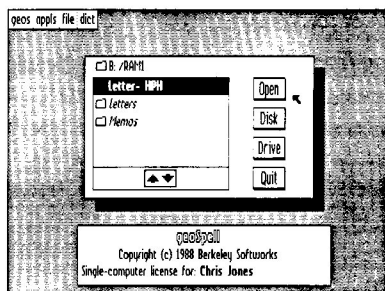 geos appls file dict
B: /RAM1
Letter- HPH
Letters
Memos
Open
Disk
Drive
Quit
geoSpell
Copyright (c) 1988 Berkeley Softworks
Single-computer license for: Chris Jones